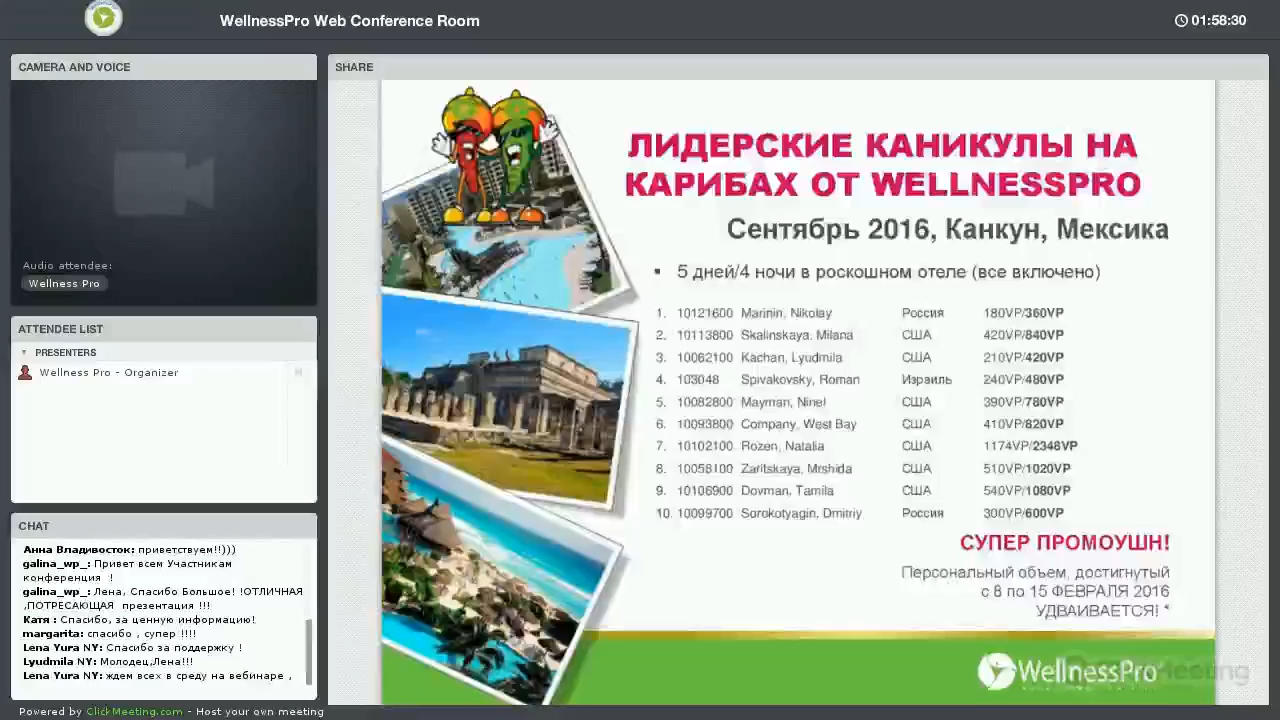 WellnessPro Web Conference Room
01:58:30
CAMERA AND VOICE
Audio attendee:
Wellness Pro
ATTENDEE LIST
PRESENTERS
Wellness Pro - Organizer
CHAT
Анна Владивосток: приветствуем!!)))
galina_wp_: Привет всем Участникам
конференция !
galina_wp_: Лена, Спасибо Большое! !ОТЛИЧНАЯ
,ПОТРЕСАЮЩАЯ презентация !!!
Катя : Спасибо, за ценную информацию!
margarita: спасибо , супер !!!!
Lena Yura NY: Спасибо за поддержку !
Lyudmila NY: Молодец,Лена!!!
Lena Yura NY: ждем всех в среду на вебинаре ,
Powered by ClickMeeting.com - Host your own meeting
SHARE
ЛИДЕРСКИЕ КАНИКУЛЫ НА
КАРИБАХ ОТ WELLNESSPRO
Сентябрь 2016, Канкун, Мексика
▪ 5 дней/4 ночи в роскошном отеле (все включено)
1. 10121600 Marinin, Nikolay Россия 180VP/360VP
2. 10113800 Skalinskaya, Milana США 420VP/840VP
3. 10062100 Kachan, Lyudmila США 210VP/420VP
4. 103048 Spivakovsky, Roman Израиль 240VP/480VP
5. 10082800 Mayman, Ninel США 390VP/780VP
6. 10093800 Company, West Bay США 410VP/820VP
7. 10102100 Rozen, Natalia США 1174VP/2348VP
8. 10058100 Zaritskaya, Mrshida США 510VP/1020VP
9. 10106900 Dovman, Tamila США 540VP/1080VP
10. 10099700 Sorokotyagin, Dmitriy Россия 300VP/600VP
СУПЕР ПРОМОУШН!
Персональный объем, достигнутый
с 8 по 15 ФЕВРАЛЯ 2016
УДВАИВАЕТСЯ! *
WellnessPro